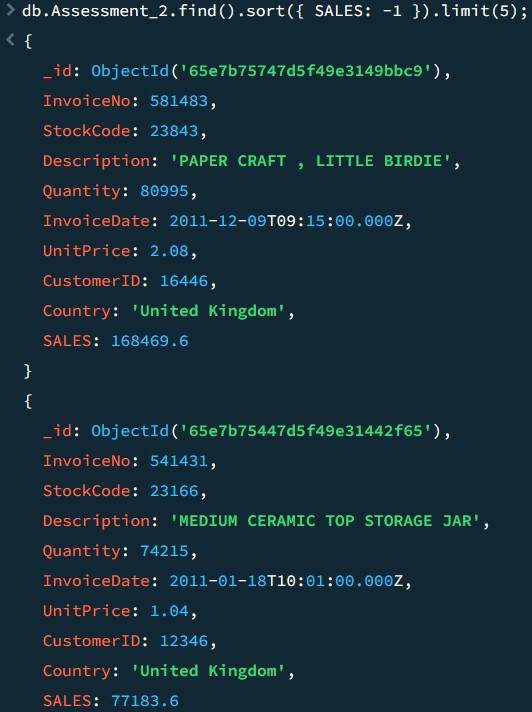 > db.Assessment_2.find().sort({ SALES: -1 }).limit(5);
< {
_id: ObjectId('65e7b75747d5f49e3149bbc9'),
InvoiceNo: 581483,
StockCode: 23843,
Description: 'PAPER CRAFT , LITTLE BIRDIE',
Quantity: 80995,
InvoiceDate: 2011-12-09T09:15:00.000Z,
UnitPrice: 2.08,
CustomerID: 16446,
Country: 'United Kingdom',
SALES: 168469.6
}
{
_id: ObjectId('65e7b75447d5f49e31442f65'),
InvoiceNo: 541431,
StockCode: 23166,
Description: 'MEDIUM CERAMIC TOP STORAGE JAR',
Quantity: 74215,
InvoiceDate: 2011-01-18T10:01:00.000Z,
UnitPrice: 1.04,
CustomerID: 12346,
Country: 'United Kingdom',
SALES: 77183.6